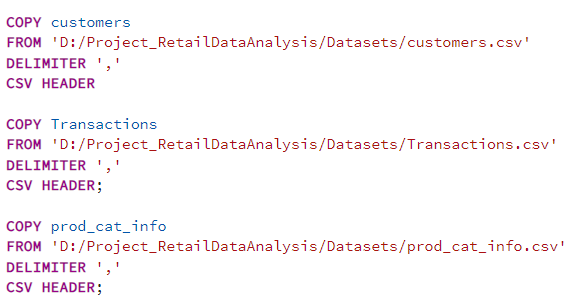 COPY customers
FROM 'D:/Project_RetailDataAnalysis/Datasets/customers.csv'
DELIMITER ','
CSV HEADER
COPY Transactions
FROM 'D:/Project_RetailDataAnalysis/Datasets/Transactions.csv'
DELIMITER ','
CSV HEADER;
COPY prod_cat_info
FROM 'D:/Project_RetailDataAnalysis/Datasets/prod_cat_info.csv'
DELIMITER ','
CSV HEADER;